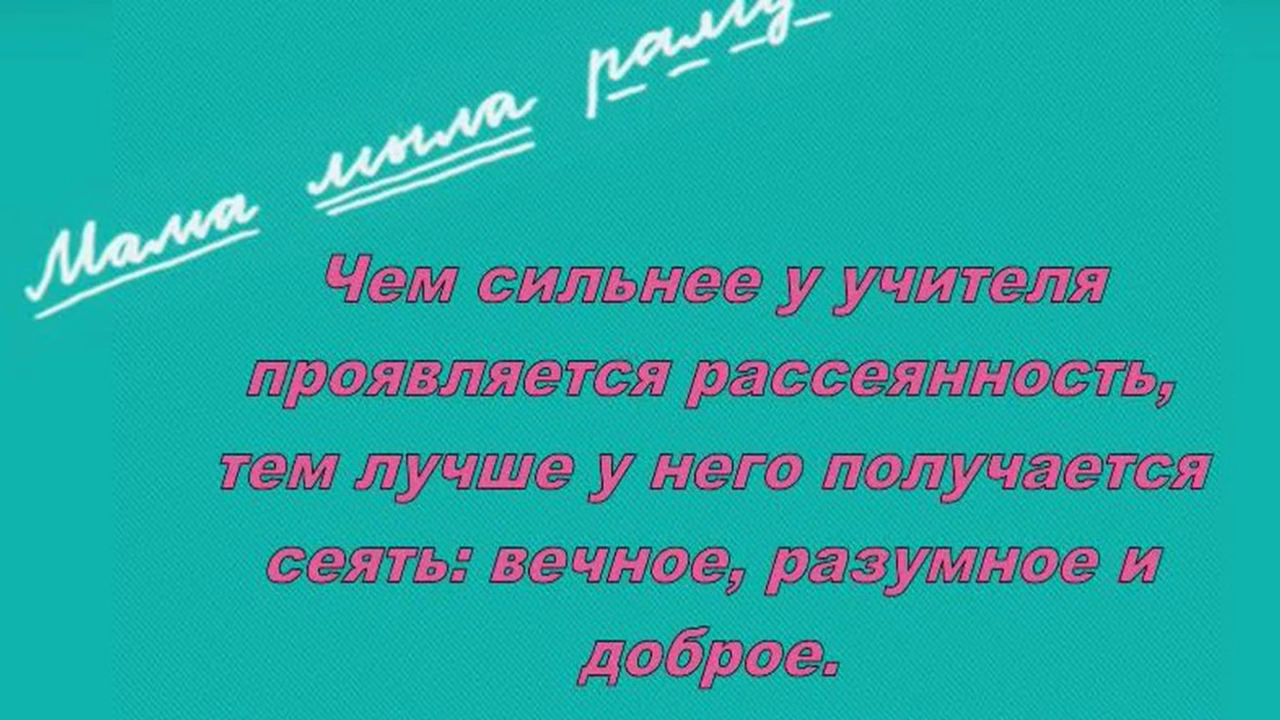 Мама мыла раму
Чем сильнее у учителя
проявляется рассеянность,
тем лучше у него получается
сеять: вечное, разумное и
доброе.